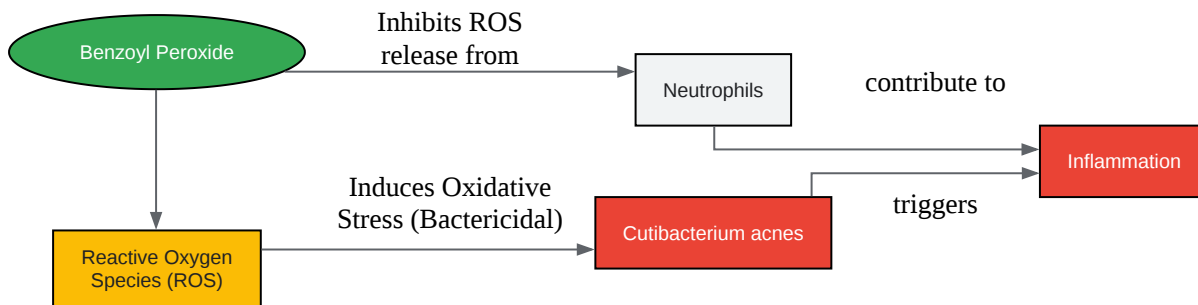 Benzoyl Peroxide
Inhibits ROS
release from
Neutrophils
contribute to
Inflammation
triggers
Induces Oxidative
Stress (Bactericidal)
Cutibacterium acnes
Reactive Oxygen
Species (ROS)